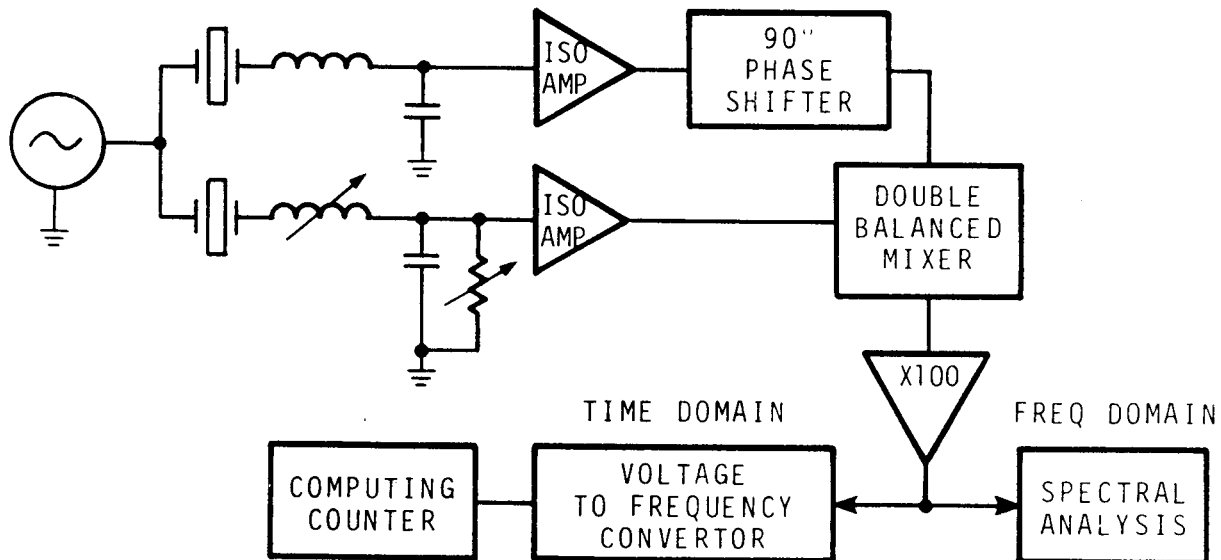 ISO
AMP
90"
PHASE
SHIFTER
ISO
AMP
DOUBLE
BALANCED
MIXER
X100
TIME DOMAIN
FREQ DOMAIN
COMPUTING
COUNTER
VOLTAGE
TO FREQUENCY
CONVERTOR
SPECTRAL
ANALYSIS